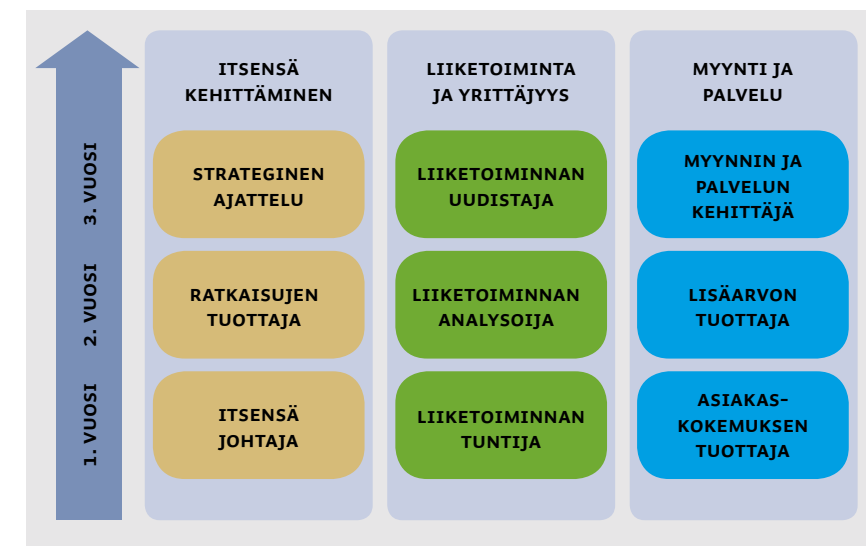 ITSENSÄ
KEHITTÄMINEN
LIIKETOIMINTA
JA YRITTÄJYYS
MYYNTI JA
PALVELU
3. VUOSI
STRATEGINEN
AJATTELU
LIIKETOIMINNAN
UUDISTAJA
MYYNNIN JA
PALVELUN
KEHITTÄJÄ
2. VUOSI
RATKAISUJEN
TUOTTAJA
LIIKETOIMINNAN
ANALYSOIJA
LISÄARVON
TUOTTAJA
1. VUOSI
ITSENSÄ
JOHTAJA
LIIKETOIMINNAN
TUNTIJA
ASIAKAS-
KOKEMUKSEN
TUOTTAJA